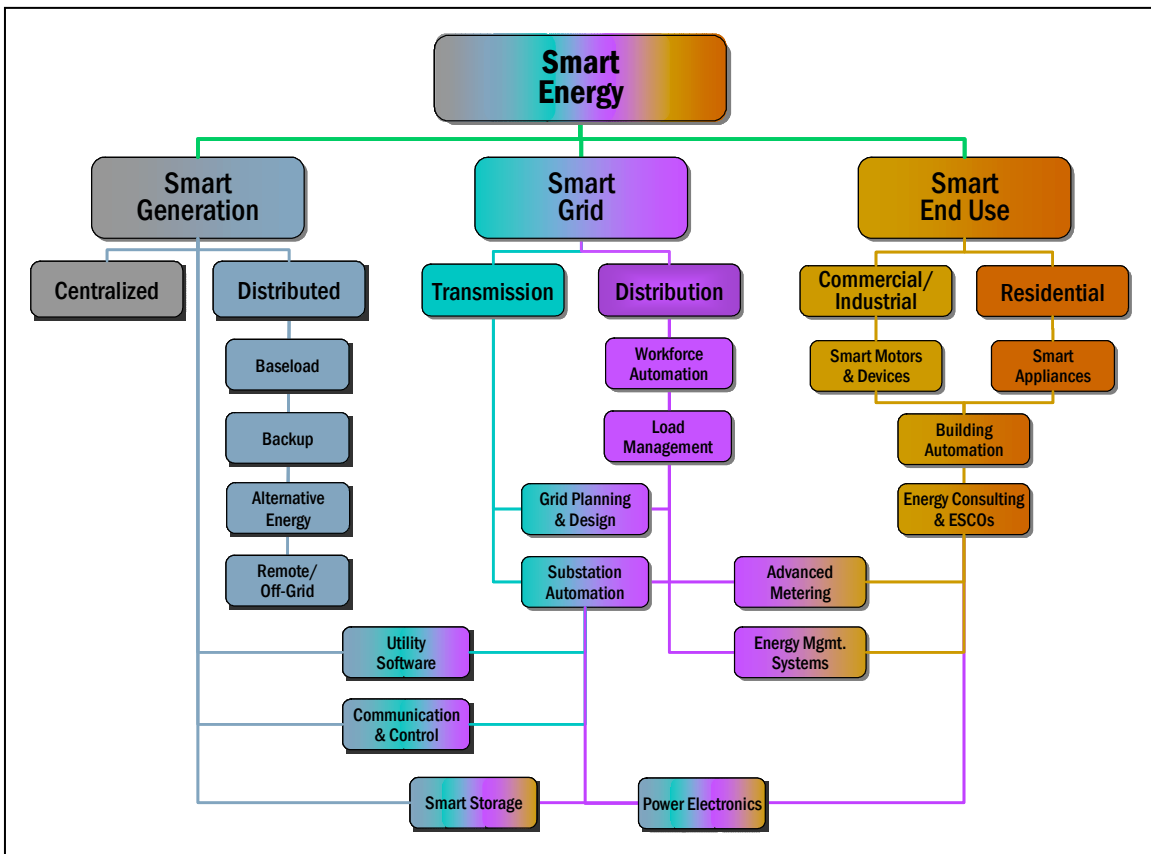 Smart
Energy
Smart
Generation
Smart
Grid
Smart
End Use
Centralized
Distributed
Transmission
Distribution
Commercial/
Industrial
Residential
Baseload
Workforce
Automation
Smart Motors
& Devices
Smart
Appliances
Backup
Load
Management
Building
Automation
Alternative
Energy
Grid Planning
& Design
Energy Consulting
& ESCOs
Remote/
Off-Grid
Substation
Automation
Advanced
Metering
Utility
Software
Energy Mgmt.
Systems
Communication
& Control
Smart Storage
Power Electronics